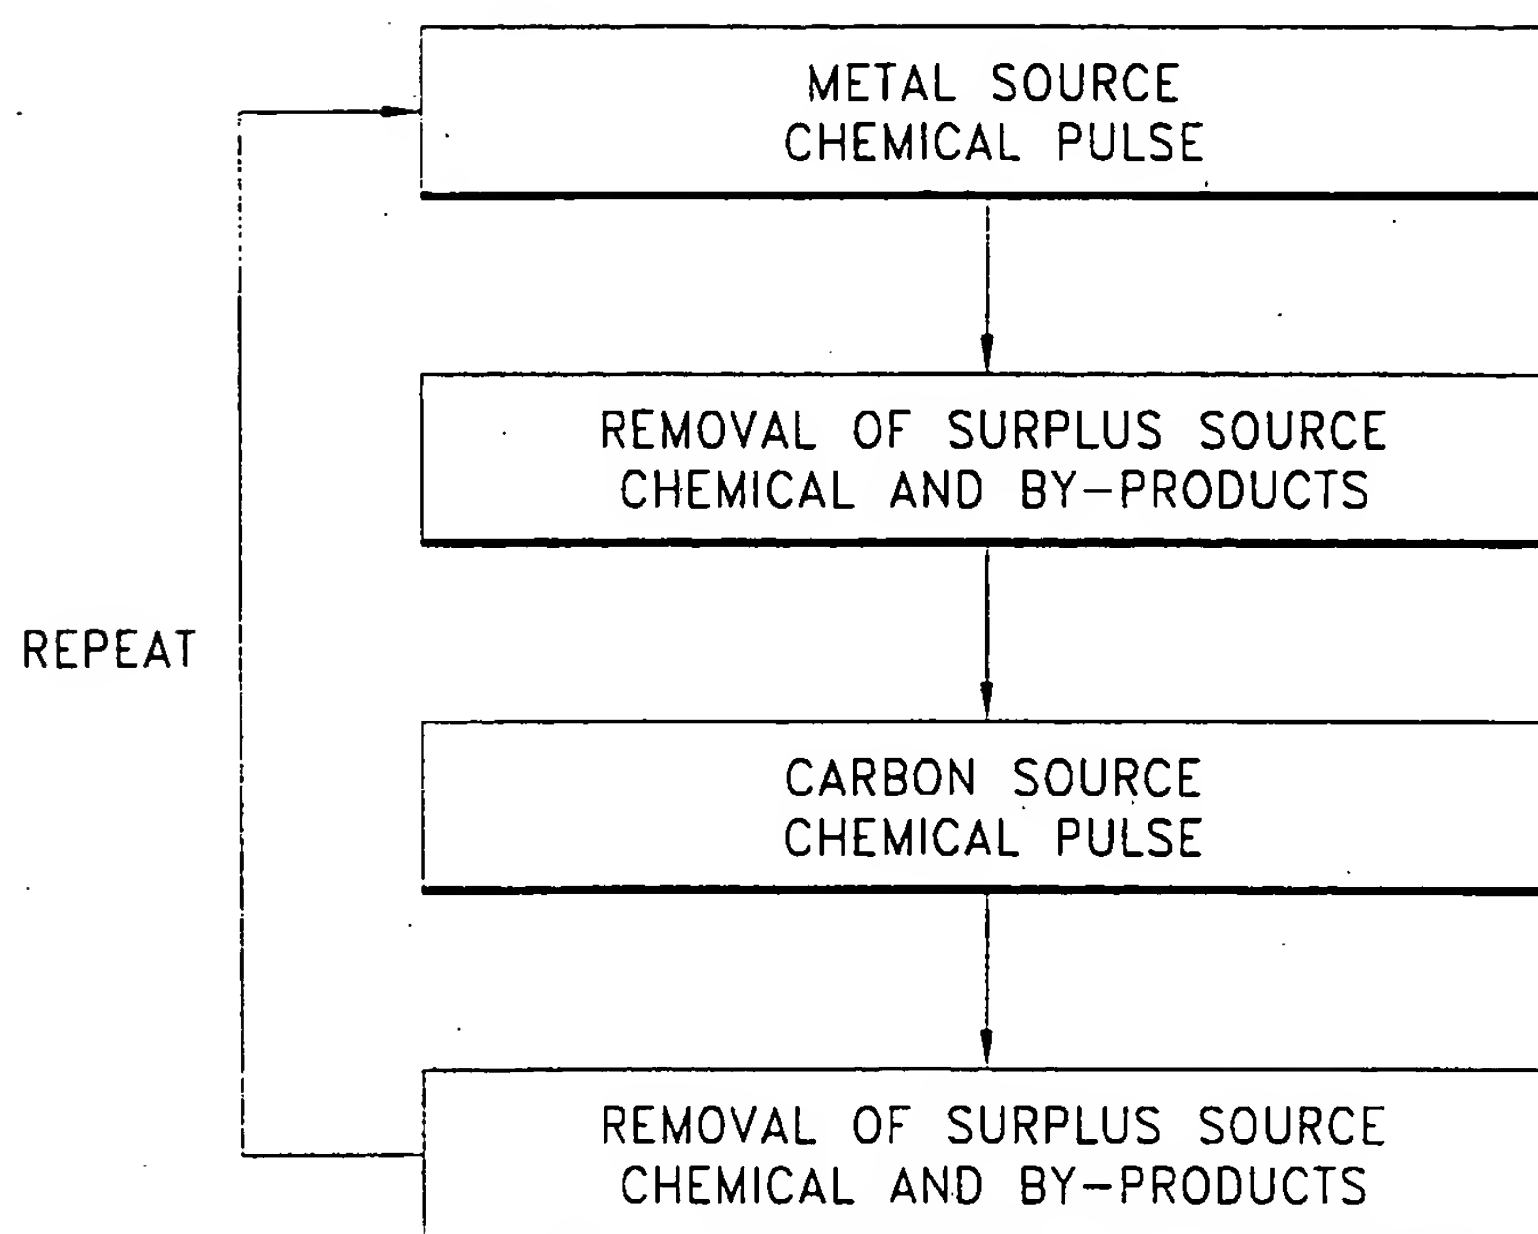 METAL SOURCE
CHEMICAL PULSE
REMOVAL OF SURPLUS SOURCE
CHEMICAL AND BY-PRODUCTS
REPEAT
CARBON SOURCE
CHEMICAL PULSE
REMOVAL OF SURPLUS SOURCE
CHEMICAL AND BY-PRODUCTS